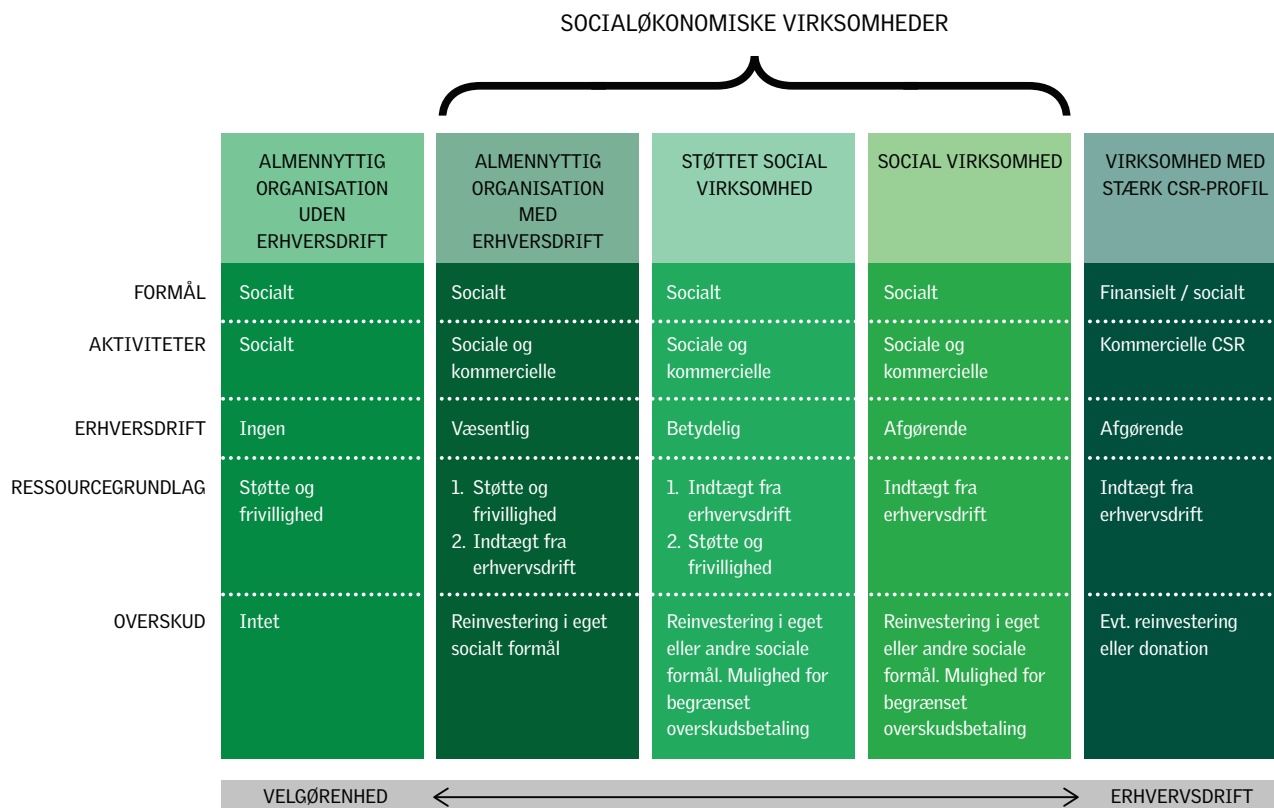 SOCIALØKONOMISKE VIRKSOMHEDER
ALMENNYTTIG
ORGANISATION
UDEN
ERHVERSDRIFT
ALMENNYTTIG
ORGANISATION
MED
ERHVERSDRIFT
STØTTET SOCIAL
VIRKSOMHED
SOCIAL VIRKSOMHED
VIRKSOMHED MED
STÆRK CSR-PROFIL
FORMÅL
Socialt
Socialt
Socialt
Socialt
Finansielt / socialt
AKTIVITETER
Socialt
Sociale og
kommercielle
Sociale og
kommercielle
Sociale og
kommercielle
Kommercielle CSR
ERHVERSDRIFT
Ingen
Væsentlig
Betydelig
Afgørende
Afgørende
RESSOURCEGRUNDLAG
Støtte og
frivillighed
1. Støtte og
frivillighed
2. Indtægt fra
erhvervsdrift
1. Indtægt fra
erhvervsdrift
2. Støtte og
frivillighed
Indtægt fra
erhvervsdrift
Indtægt fra
erhvervsdrift
OVERSKUD
Intet
Reinvestering i eget
socialt formål
Reinvestering i eget
eller andre sociale
formål. Mulighed for
begrænset
overskudsbetaling
Reinvestering i eget
eller andre sociale
formål. Mulighed for
begrænset
overskudsbetaling
Evt. reinvestering
eller donation
VELGØRENHED
ERHVERVSDRIFT